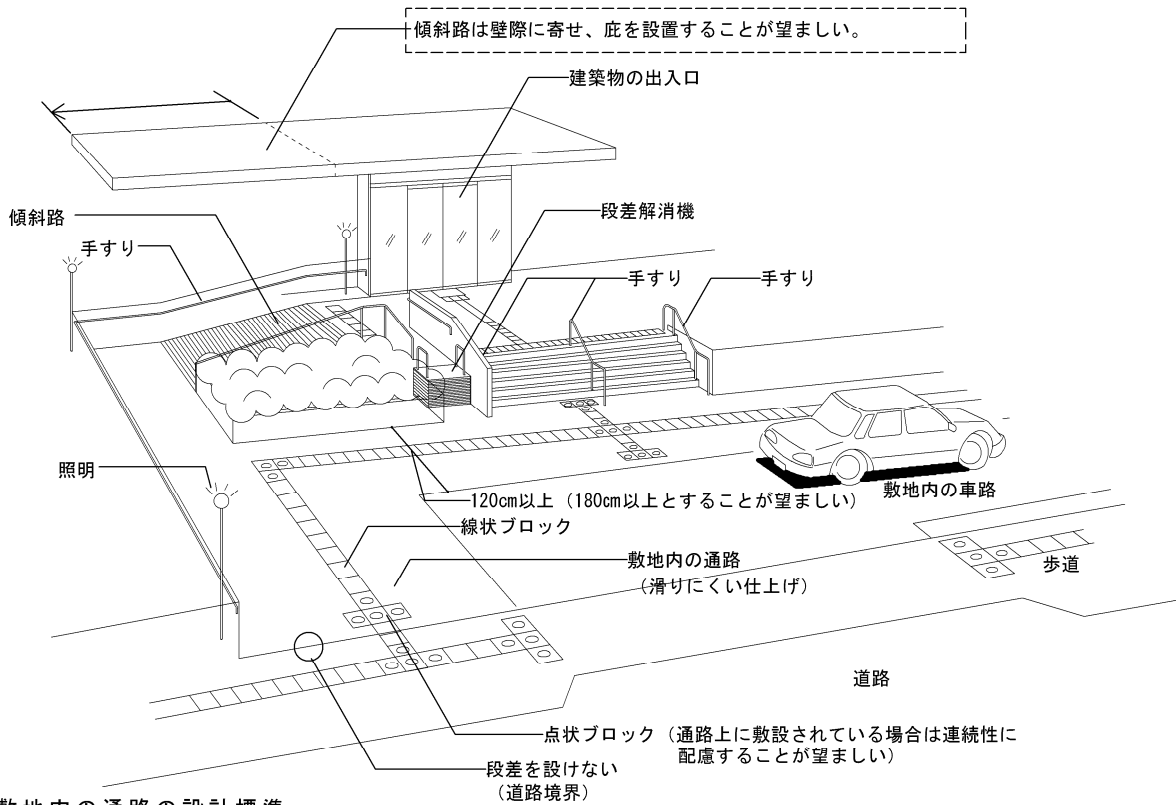 傾斜路は壁際に寄せ、庇を設置することが望ましい。
建築物の出入口
段差解消機
傾斜路
手すり
手すり
手すり
照明
120cm以上（180cm以上とすることが望ましい）
敷地内の車路
線状ブロック
敷地内の通路
（滑りにくい仕上げ）
歩道
道路
点状ブロック（通路上に敷設されている場合は連続性に
配慮することが望ましい）
段差を設けない
（道路境界）
敷地内の通路の設計標準